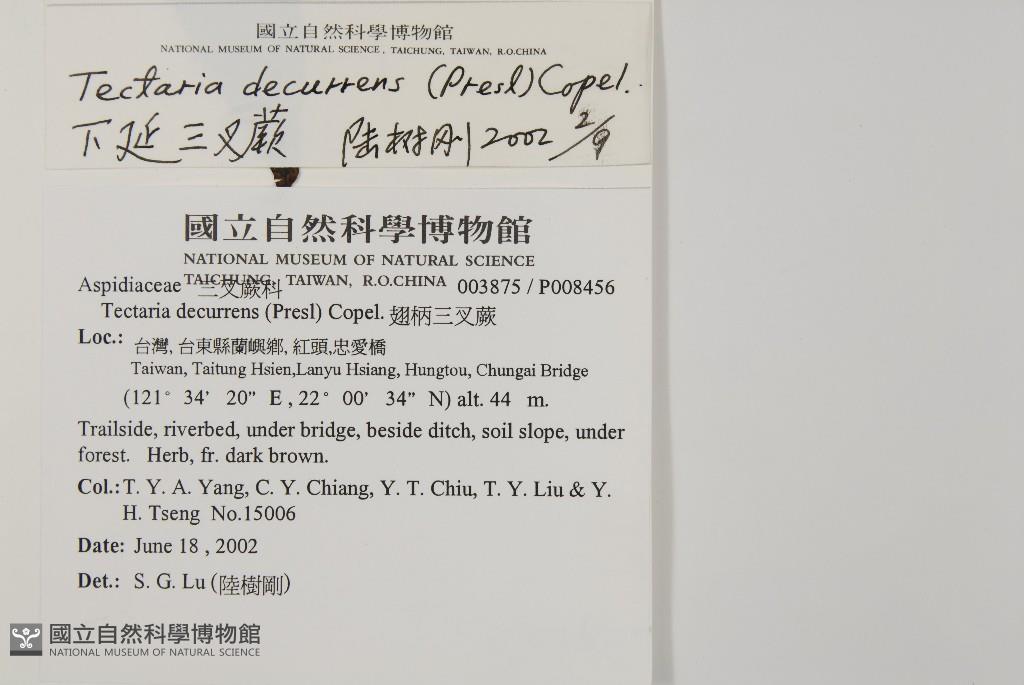 國立自然科學博物館
NATIONAL MUSEUM OF NATURAL SCIENCE, TAICHUNG, TAIWAN, R.O.CHINA
Tectaria decurrens (Presl) Copel.
下延三叉蕨 陆树刚 2002 2/9
國立自然科學博物館
NATIONAL MUSEUM OF NATURAL SCIENCE
TAICHUNG, TAIWAN, R.O.CHINA
Aspidiaceae 三叉蕨科 003875 / P008456
Tectaria decurrens (Presl) Copel. 翅柄三叉蕨
Loc.: 台灣, 台東縣蘭嶼鄉, 紅頭,忠愛橋
Taiwan, Taitung Hsien,Lanyu Hsiang, Hungtou, Chungai Bridge
(121° 34' 20" E , 22° 00' 34" N) alt. 44 m.
Trailside, riverbed, under bridge, beside ditch, soil slope, under
forest. Herb, fr. dark brown.
Col.: T. Y. A. Yang, C. Y. Chiang, Y. T. Chiu, T. Y. Liu & Y.
H. Tseng No.15006
Date: June 18 , 2002
Det.: S. G. Lu (陸樹剛)
國立自然科學博物館
NATIONAL MUSEUM OF NATURAL SCIENCE